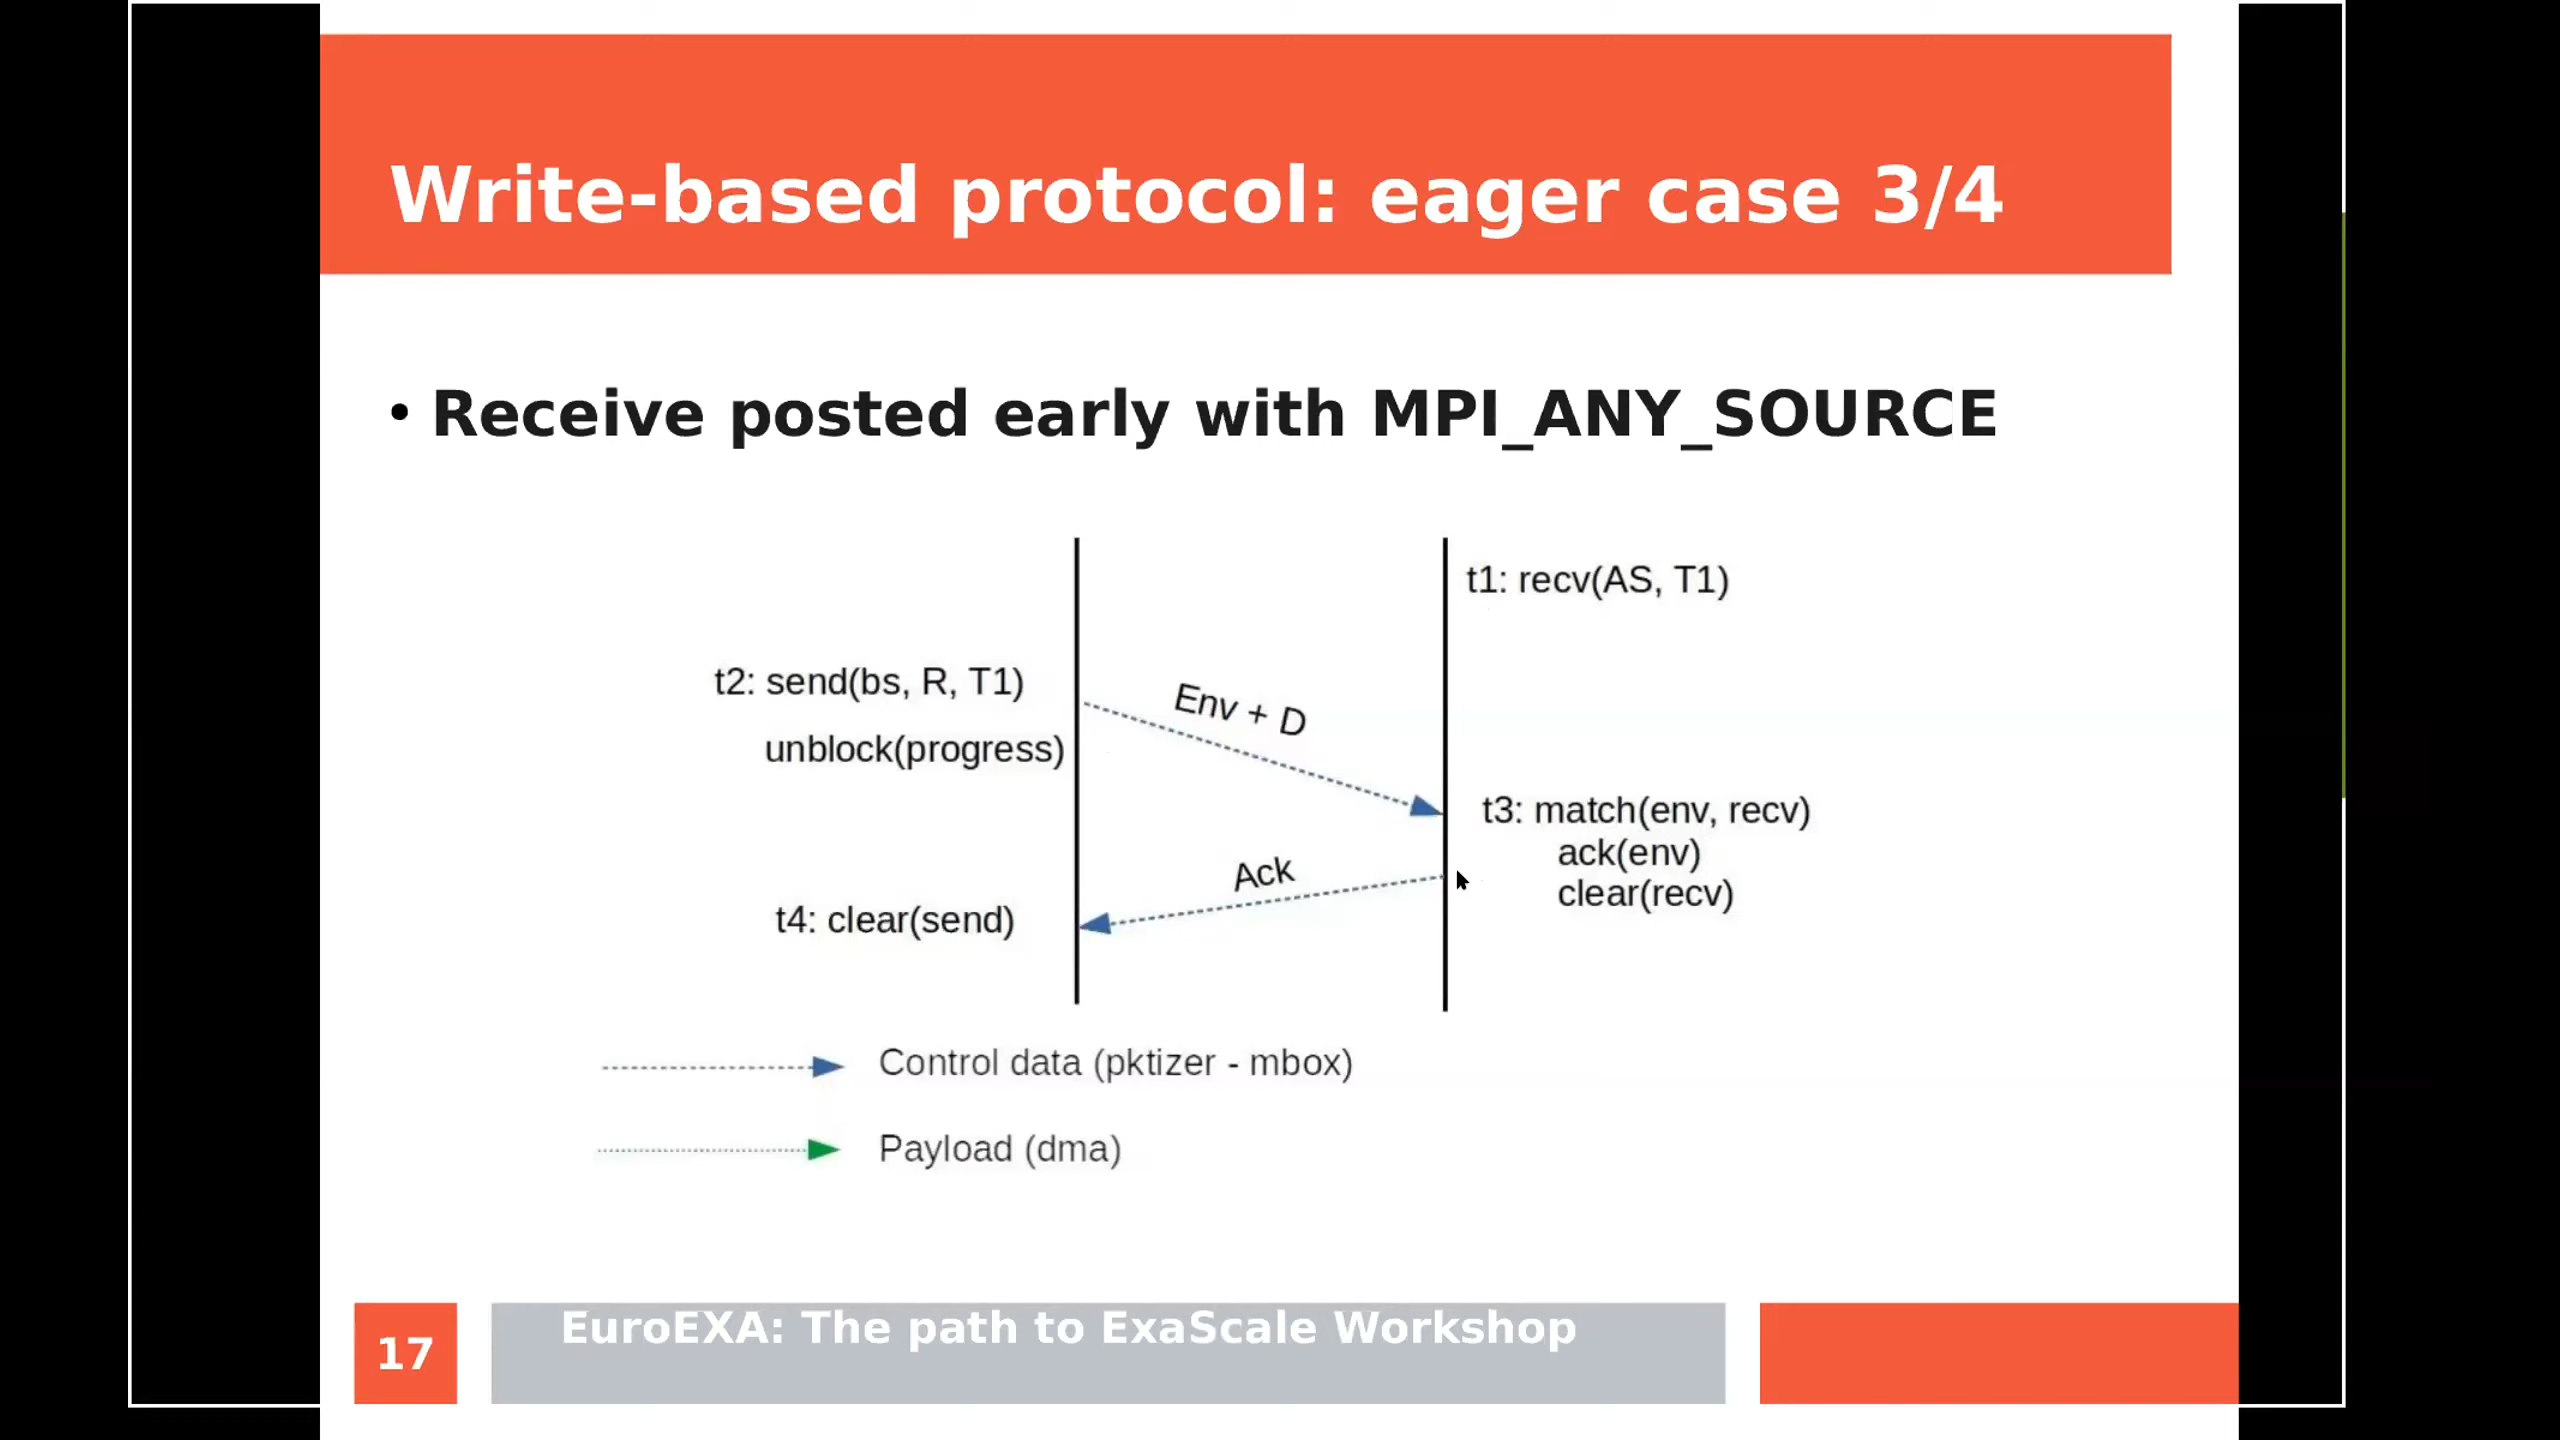 Write-based protocol: eager case 3/4
• Receive posted early with MPI_ANY_SOURCE
t1: recv(AS, T1)
t2: send(bs, R, T1)
Env + D
unblock(progress)
t3: match(env, recv)
ack(env)
Ack
clear(recv)
t4: clear(send)
Control data (pktizer - mbox)
Payload (dma)
17
EuroEXA: The path to ExaScale Workshop